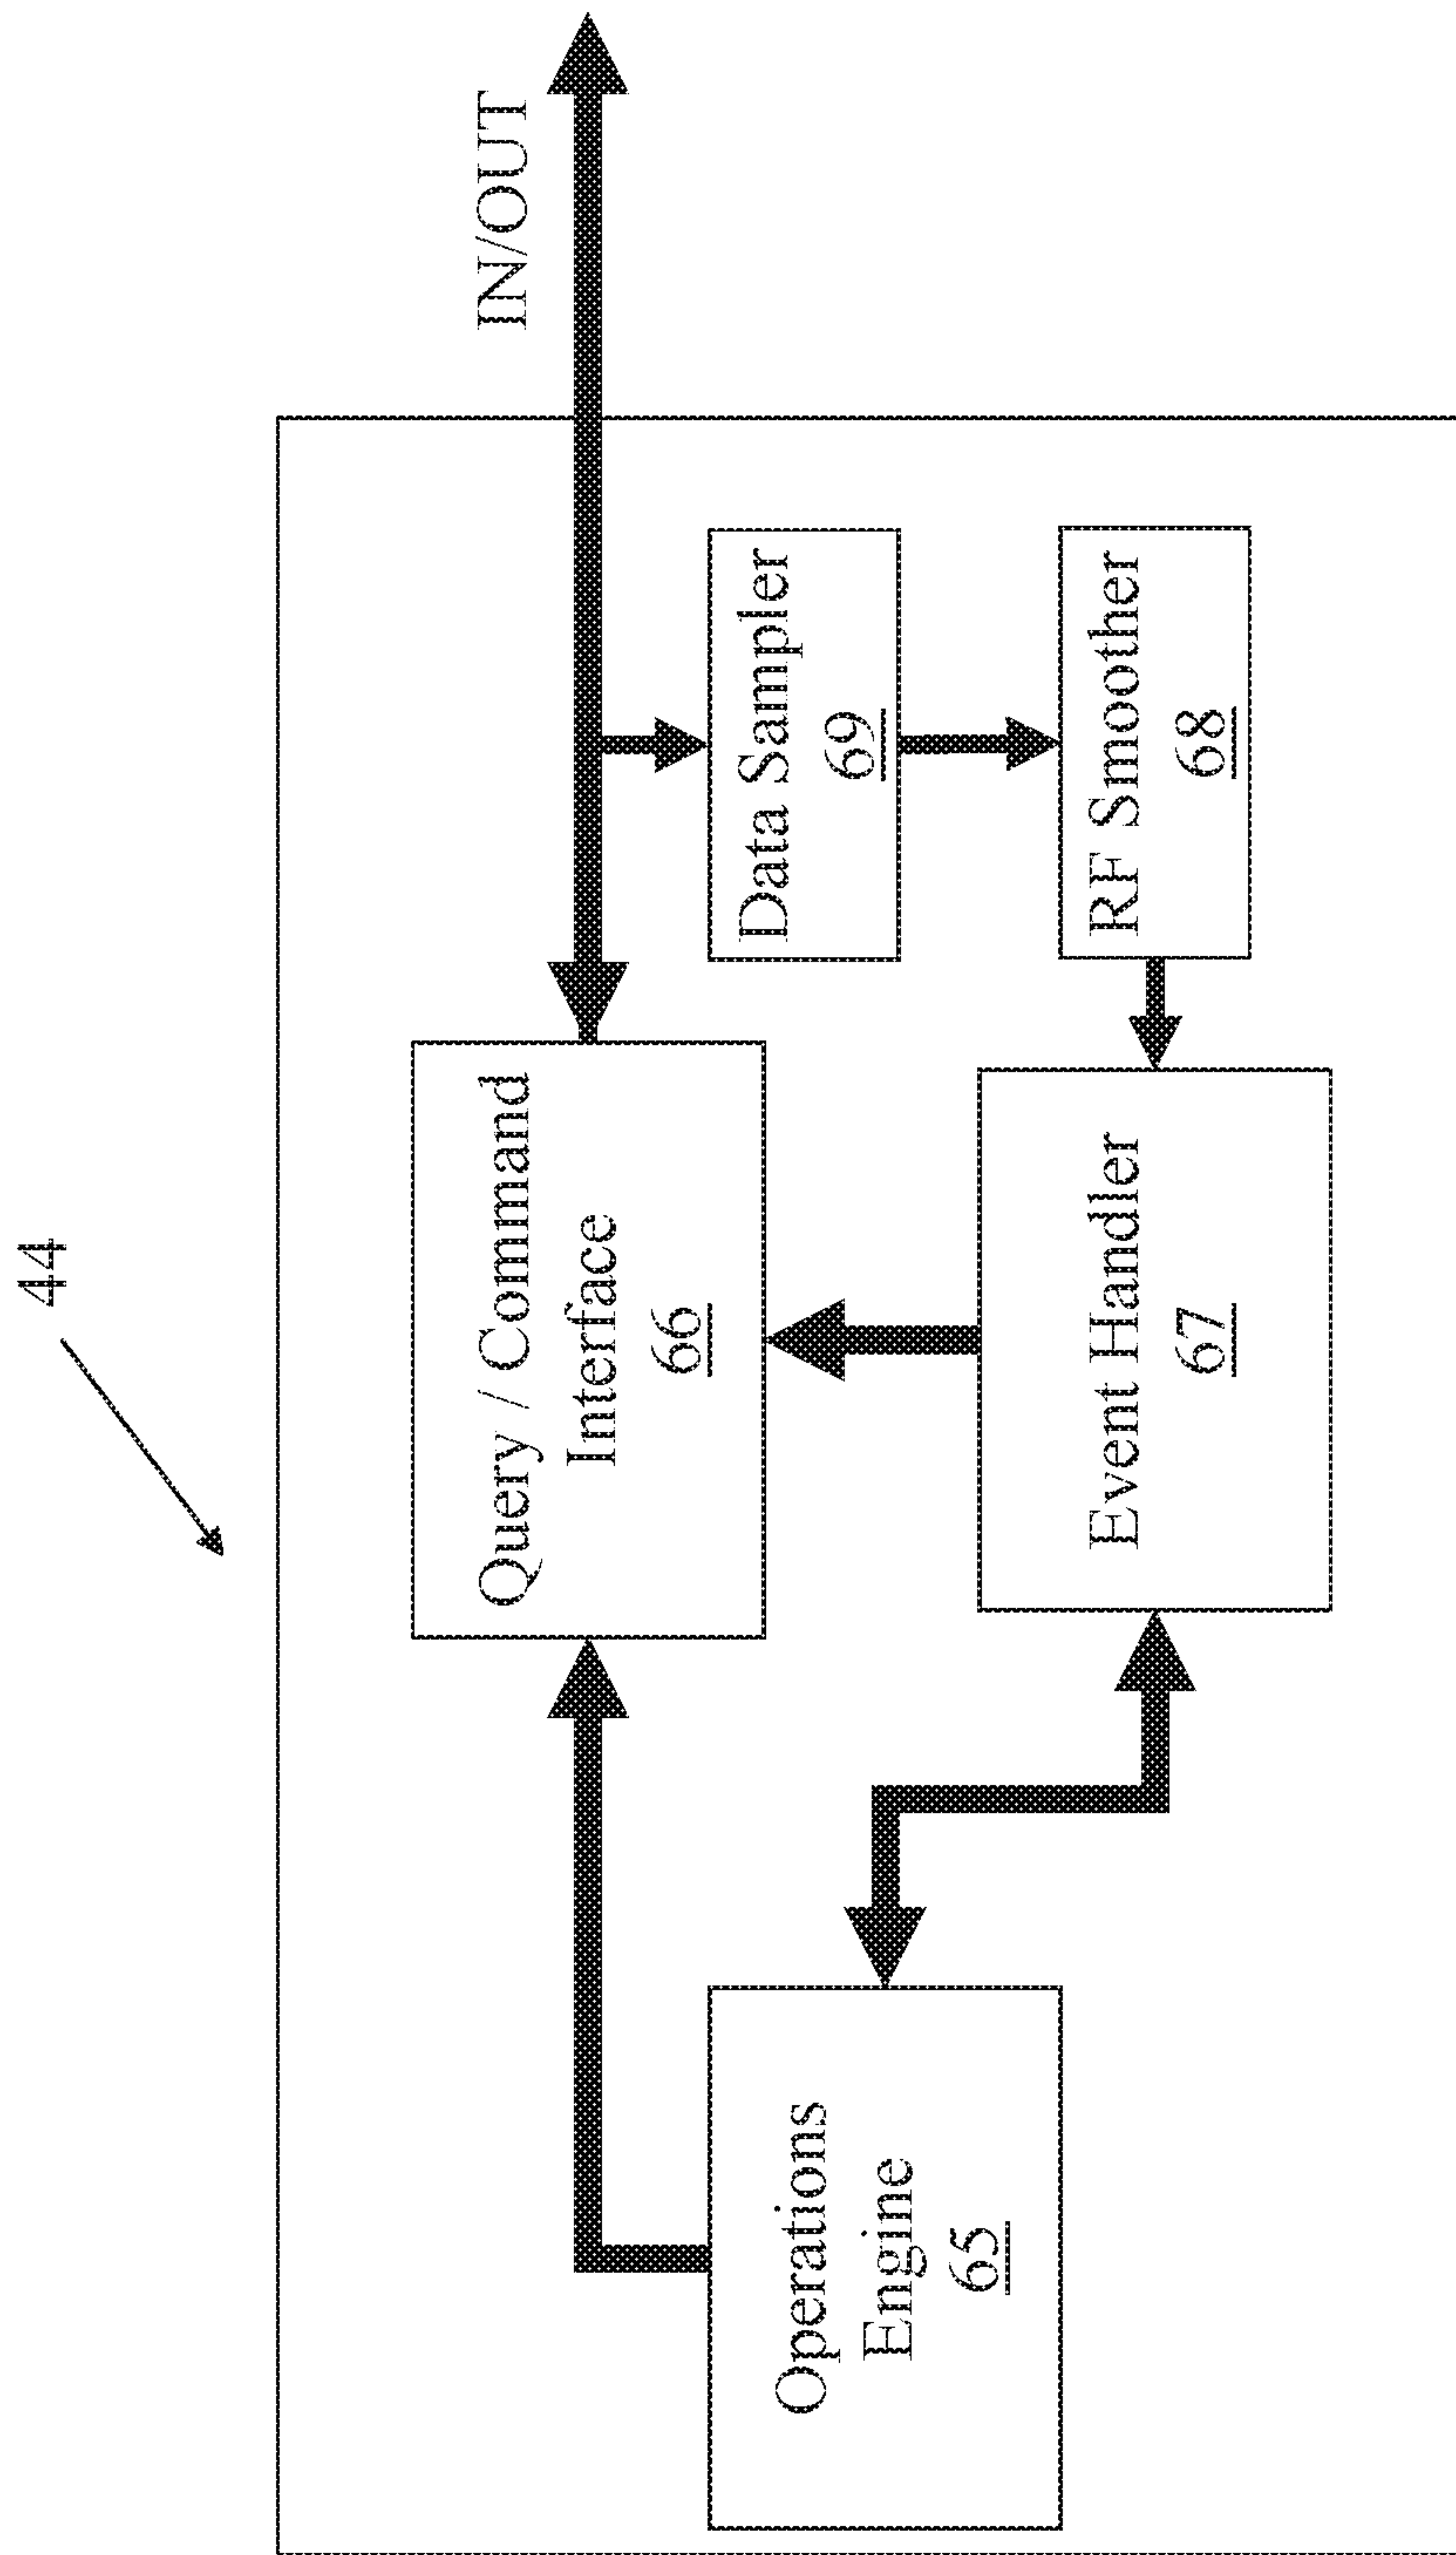 44
IN/OUT
Query / Command
Interface
66
Data Sampler
69
Operations
Engine
65
Event Handler
67
RF Smoother
68